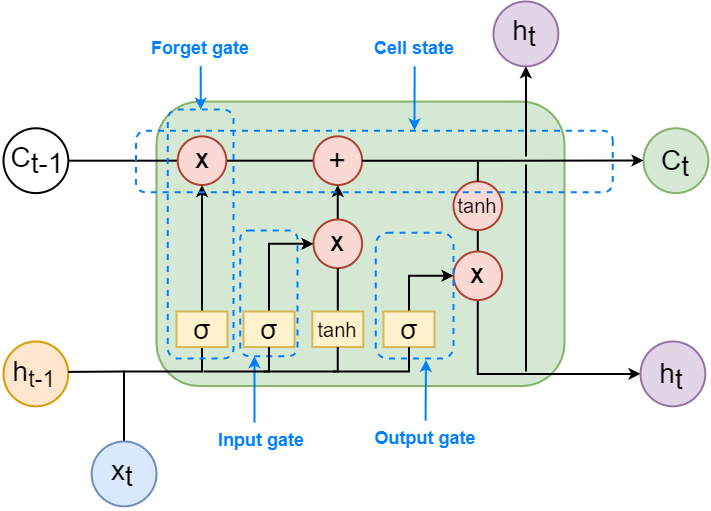 ht
Forget gate
Cell state
Ct-1
x
+
Ct
tanh
x
x
σ
σ
tanh
σ
ht-1
ht
Input gate
Output gate
xt